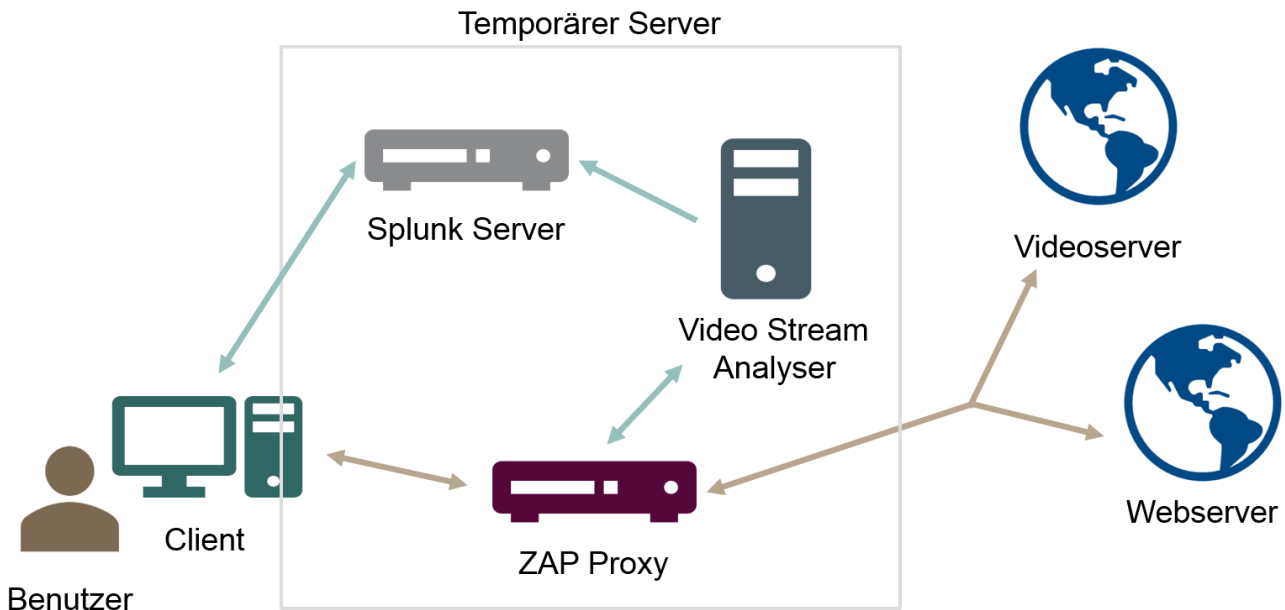 Temporärer Server
Splunk Server
Videoserver
Video Stream
Analyser
Webserver
Client
ZAP Proxy
Benutzer